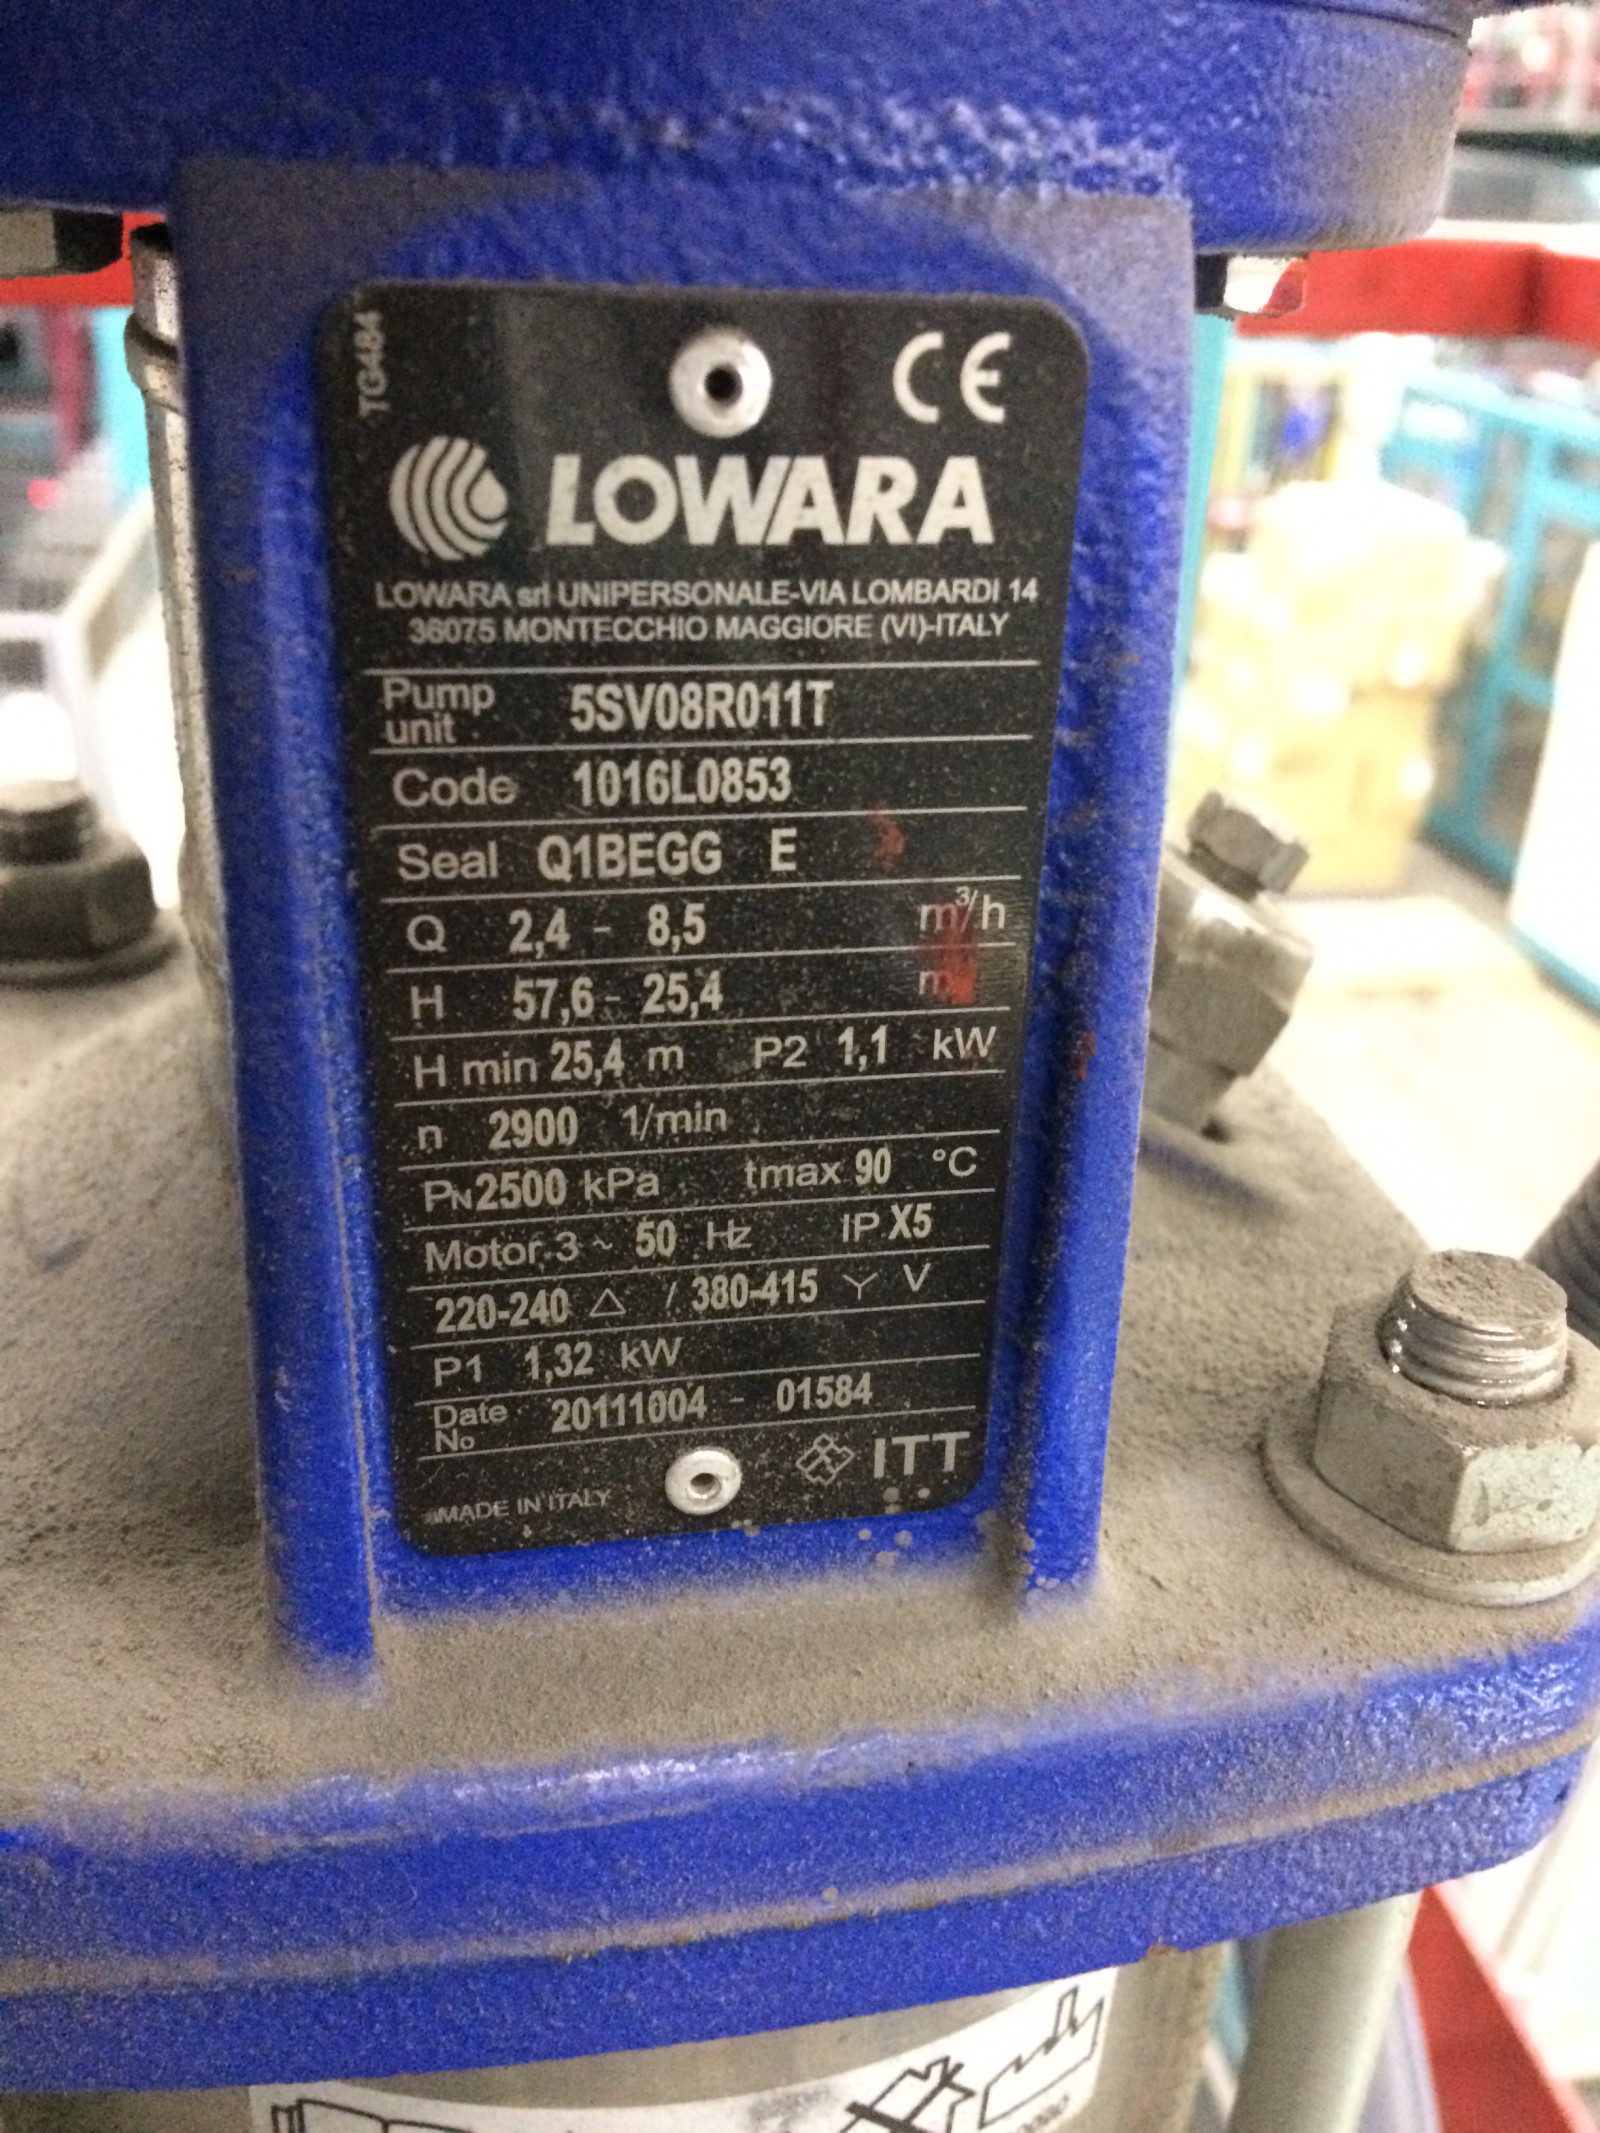 TG484
CE
LOWARA
LOWARA srl UNIPERSONALE-VIA LOMBARDI 14
36075 MONTECCHIO MAGGIORE (VI)-ITALY
Pump unit 5SV08R011T
Code 1016L0853
Seal Q1BEGG E
Q 2,4 - 8,5 m³/h
H 57,6 - 25,4 m
H min 25,4 m P2 1,1 kW
n 2900 1/min
PN 2500 kPa tmax 90 °C
Motor 3 ~ 50 Hz IP X5
220-240 △ / 380-415 Y V
P1 1,32 kW
Date No 20111004 - 01584
ITT
MADE IN ITALY